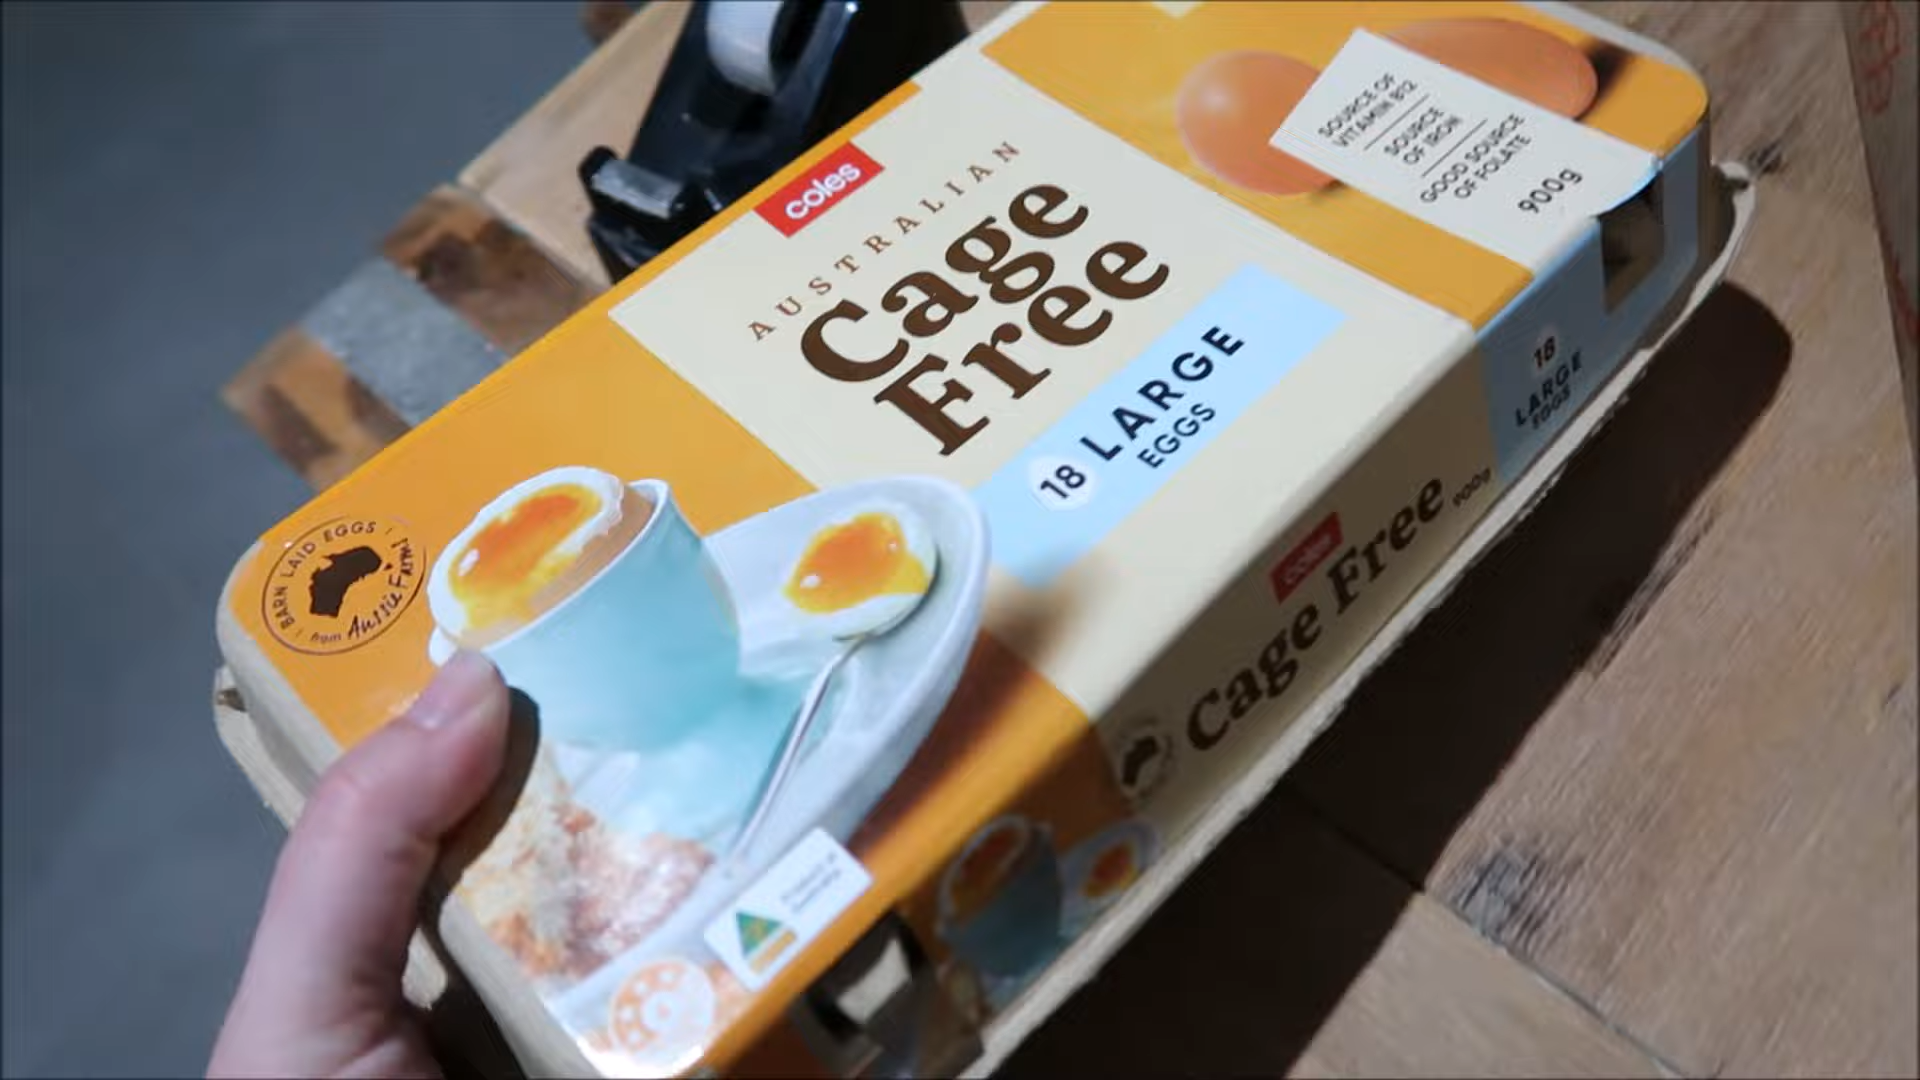 coles
AUSTRALIAN
Cage
Free
18 LARGE
EGGS
SOURCE OF
VITAMIN B12
SOURCE
OF IRON
GOOD SOURCE
OF FOLATE
900g
BARN LAID EGGS
from Aussie Farms
18
LARGE
EGGS
coles
Cage Free 900g